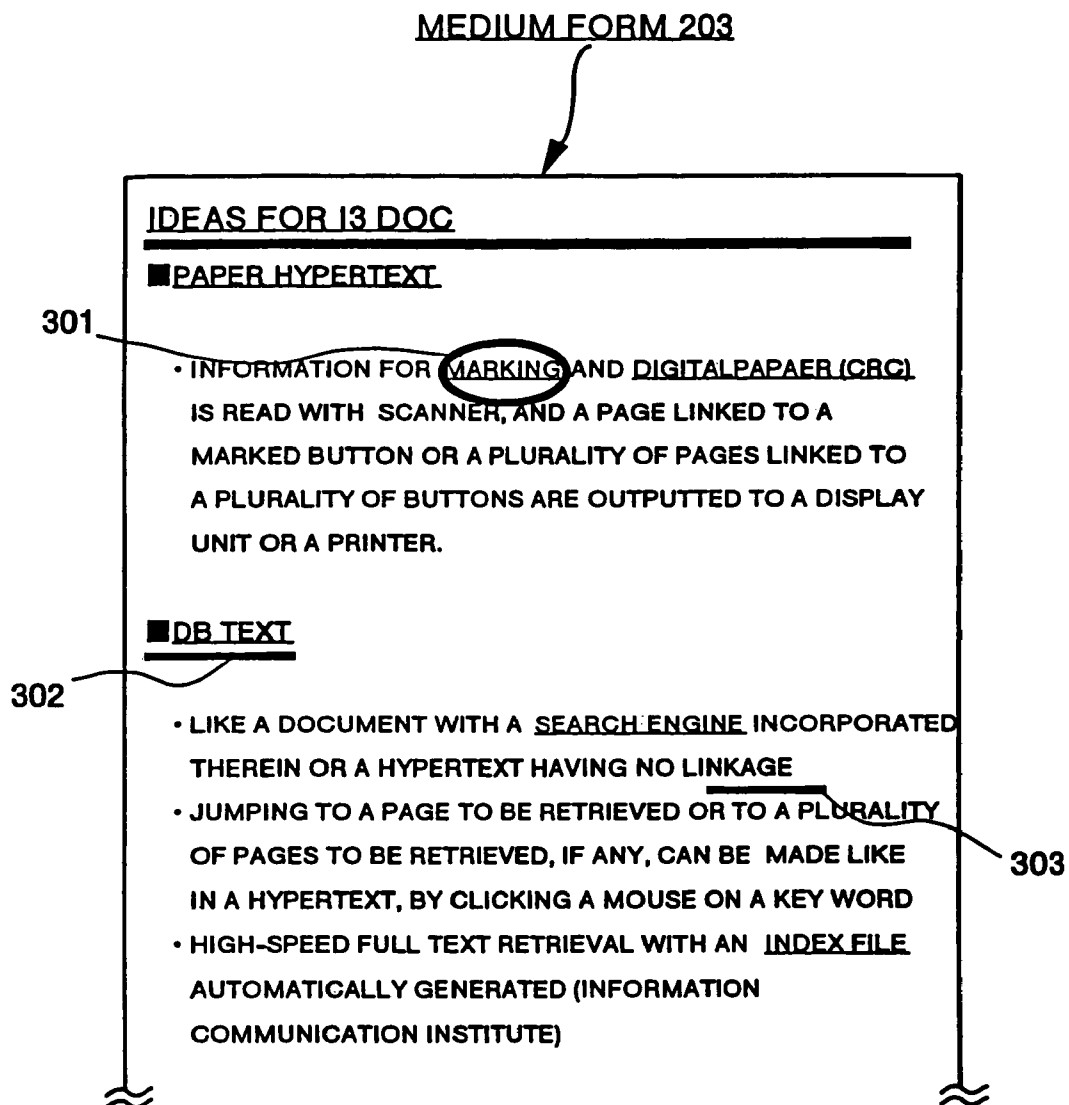 MEDIUM FORM 203
IDEAS FOR I3 DOC
■PAPER HYPERTEXT
301
• INFORMATION FOR MARKING AND DIGITALPAPAER (CRC)
IS READ WITH SCANNER, AND A PAGE LINKED TO A
MARKED BUTTON OR A PLURALITY OF PAGES LINKED TO
A PLURALITY OF BUTTONS ARE OUTPUTTED TO A DISPLAY
UNIT OR A PRINTER.
■DB TEXT
302
• LIKE A DOCUMENT WITH A SEARCH ENGINE INCORPORATED
THEREIN OR A HYPERTEXT HAVING NO LINKAGE
• JUMPING TO A PAGE TO BE RETRIEVED OR TO A PLURALITY
OF PAGES TO BE RETRIEVED, IF ANY, CAN BE MADE LIKE
303
IN A HYPERTEXT, BY CLICKING A MOUSE ON A KEY WORD
• HIGH-SPEED FULL TEXT RETRIEVAL WITH AN INDEX FILE
AUTOMATICALLY GENERATED (INFORMATION
COMMUNICATION INSTITUTE)